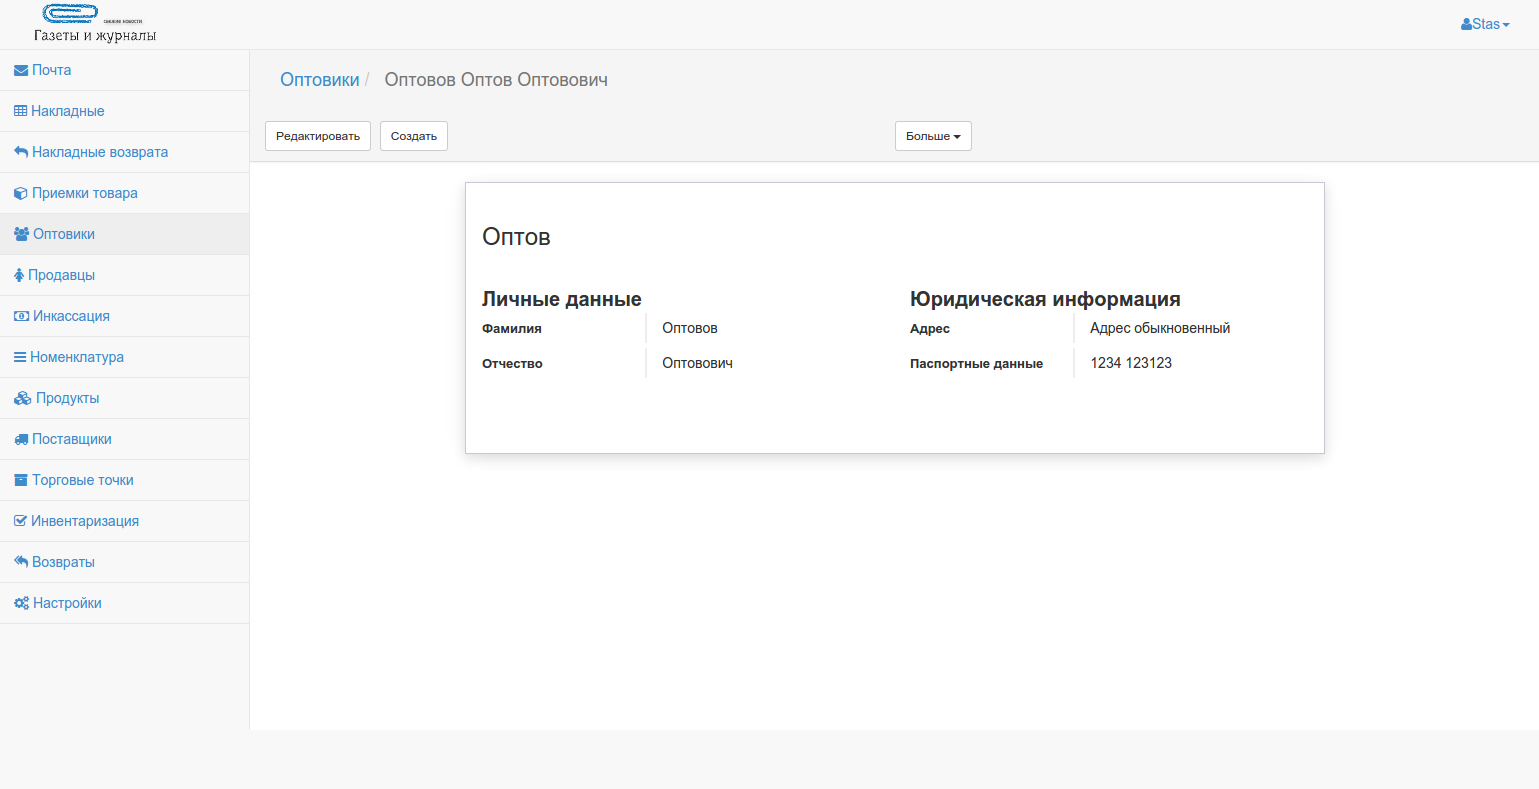 свежие новости
Газеты и журналы
Stas
Почта
Накладные
Накладные возврата
Приемки товара
Оптовики
Продавцы
Инкассация
Номенклатура
Продукты
Поставщики
Торговые точки
Инвентаризация
Возвраты
Настройки
Оптовики / Оптовов Оптов Оптовович
Редактировать Создать Больше
Оптов
Личные данные
Фамилия Оптовов
Отчество Оптовович
Юридическая информация
Адрес Адрес обыкновенный
Паспортные данные 1234 123123